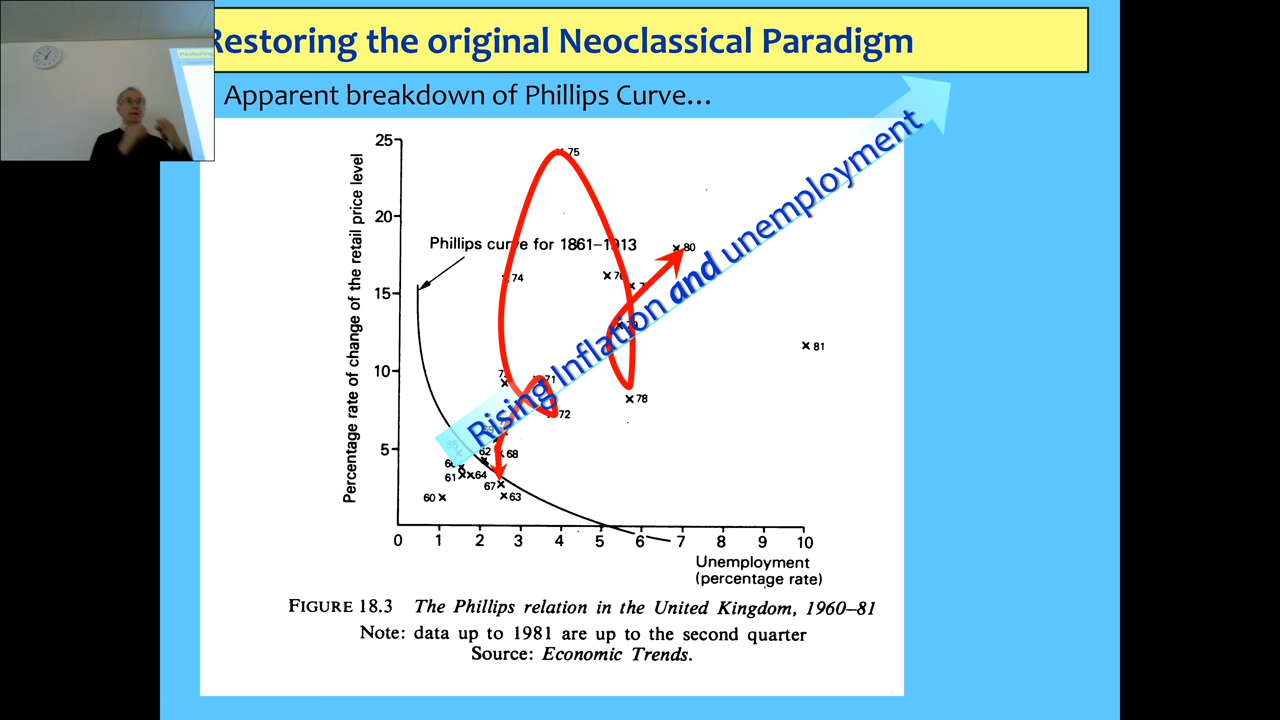 Restoring the original Neoclassical Paradigm
Apparent breakdown of Phillips Curve...
Rising Inflation and unemployment
Percentage rate of change of the retail price level
25
20
15
10
5
Phillips curve for 1861–1913
75
74
80
81
78
71
72
62
68
61
64
67
60
63
0 1 2 3 4 5 6 7 8 9 10
Unemployment
(percentage rate)
FIGURE 18.3 The Phillips relation in the United Kingdom, 1960–81
Note: data up to 1981 are up to the second quarter
Source: Economic Trends.